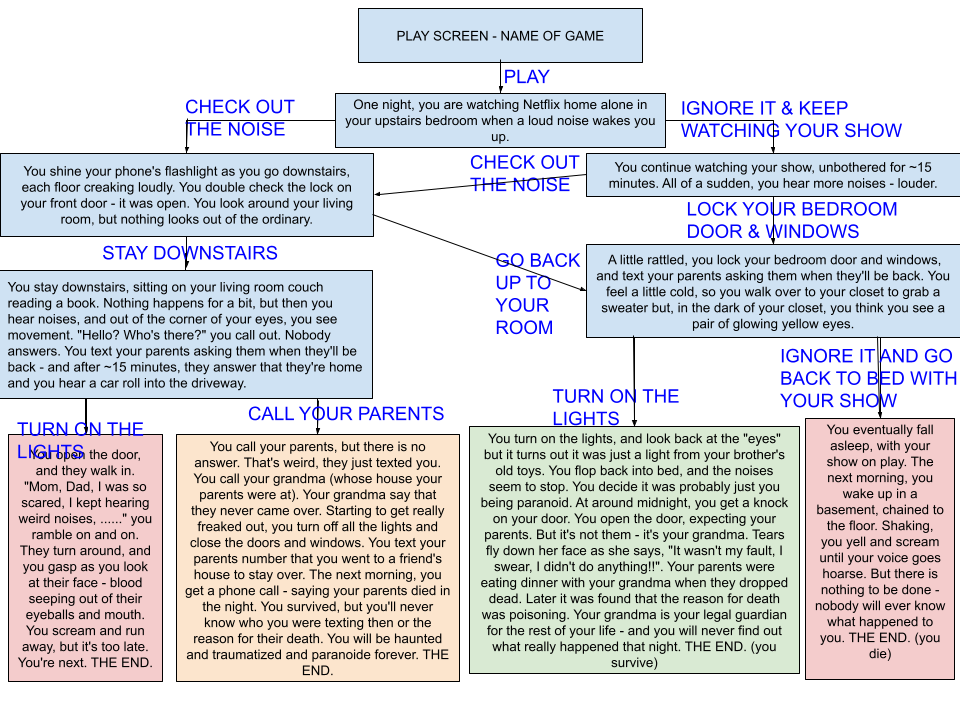 PLAY SCREEN - NAME OF GAME
PLAY
One night, you are watching Netflix home alone in
your upstairs bedroom when a loud noise wakes you
up.
CHECK OUT
THE NOISE
IGNORE IT & KEEP
WATCHING YOUR SHOW
You shine your phone's flashlight as you go downstairs,
each floor creaking loudly. You double check the lock on
your front door - it was open. You look around your living
room, but nothing looks out of the ordinary.
CHECK OUT
THE NOISE
You continue watching your show, unbothered for ~15
minutes. All of a sudden, you hear more noises - louder.
LOCK YOUR BEDROOM
DOOR & WINDOWS
STAY DOWNSTAIRS
GO BACK
UP TO
YOUR
ROOM
A little rattled, you lock your bedroom door and windows,
and text your parents asking them when they'll be back. You
feel a little cold, so you walk over to your closet to grab a
sweater but, in the dark of your closet, you think you see a
pair of glowing yellow eyes.
You stay downstairs, sitting on your living room couch
reading a book. Nothing happens for a bit, but then you
hear noises, and out of the corner of your eyes, you see
movement. "Hello? Who's there?" you call out. Nobody
answers. You text your parents asking them when they'll be
back - and after ~15 minutes, they answer that they're home
and you hear a car roll into the driveway.
TURN ON THE
LIGHTS
CALL YOUR PARENTS
TURN ON THE
LIGHTS
IGNORE IT AND GO
BACK TO BED WITH
YOUR SHOW
You open the door,
and they walk in.
"Mom, Dad, I was so
scared, I kept hearing
weird noises, ......" you
ramble on and on.
They turn around, and
you gasp as you look
at their face - blood
seeping out of their
eyeballs and mouth.
You scream and run
away, but it's too late.
You're next. THE END.
You call your parents, but there is no
answer. That's weird, they just texted you.
You call your grandma (whose house your
parents were at). Your grandma say that
they never came over. Starting to get really
freaked out, you turn off all the lights and
close the doors and windows. You text your
parents number that you went to a friend's
house to stay over. The next morning, you
get a phone call - saying your parents died in
the night. You survived, but you'll never
know who you were texting then or the
reason for their death. You will be haunted
and traumatized and paranoide forever. THE
END.
You turn on the lights, and look back at the "eyes"
but it turns out it was just a light from your brother's
old toys. You flop back into bed, and the noises
seem to stop. You decide it was probably just you
being paranoid. At around midnight, you get a knock
on your door. You open the door, expecting your
parents. But it's not them - it's your grandma. Tears
fly down her face as she says, "It wasn't my fault, I
swear, I didn't do anything!!". Your parents were
eating dinner with your grandma when they dropped
dead. Later it was found that the reason for death
was poisoning. Your grandma is your legal guardian
for the rest of your life - and you will never find out
what really happened that night. THE END. (you
survive)
You eventually fall
asleep, with your
show on play. The
next morning, you
wake up in a
basement, chained to
the floor. Shaking,
you yell and scream
until your voice goes
hoarse. But there is
nothing to be done -
nobody will ever know
what happened to
you. THE END. (you
die)